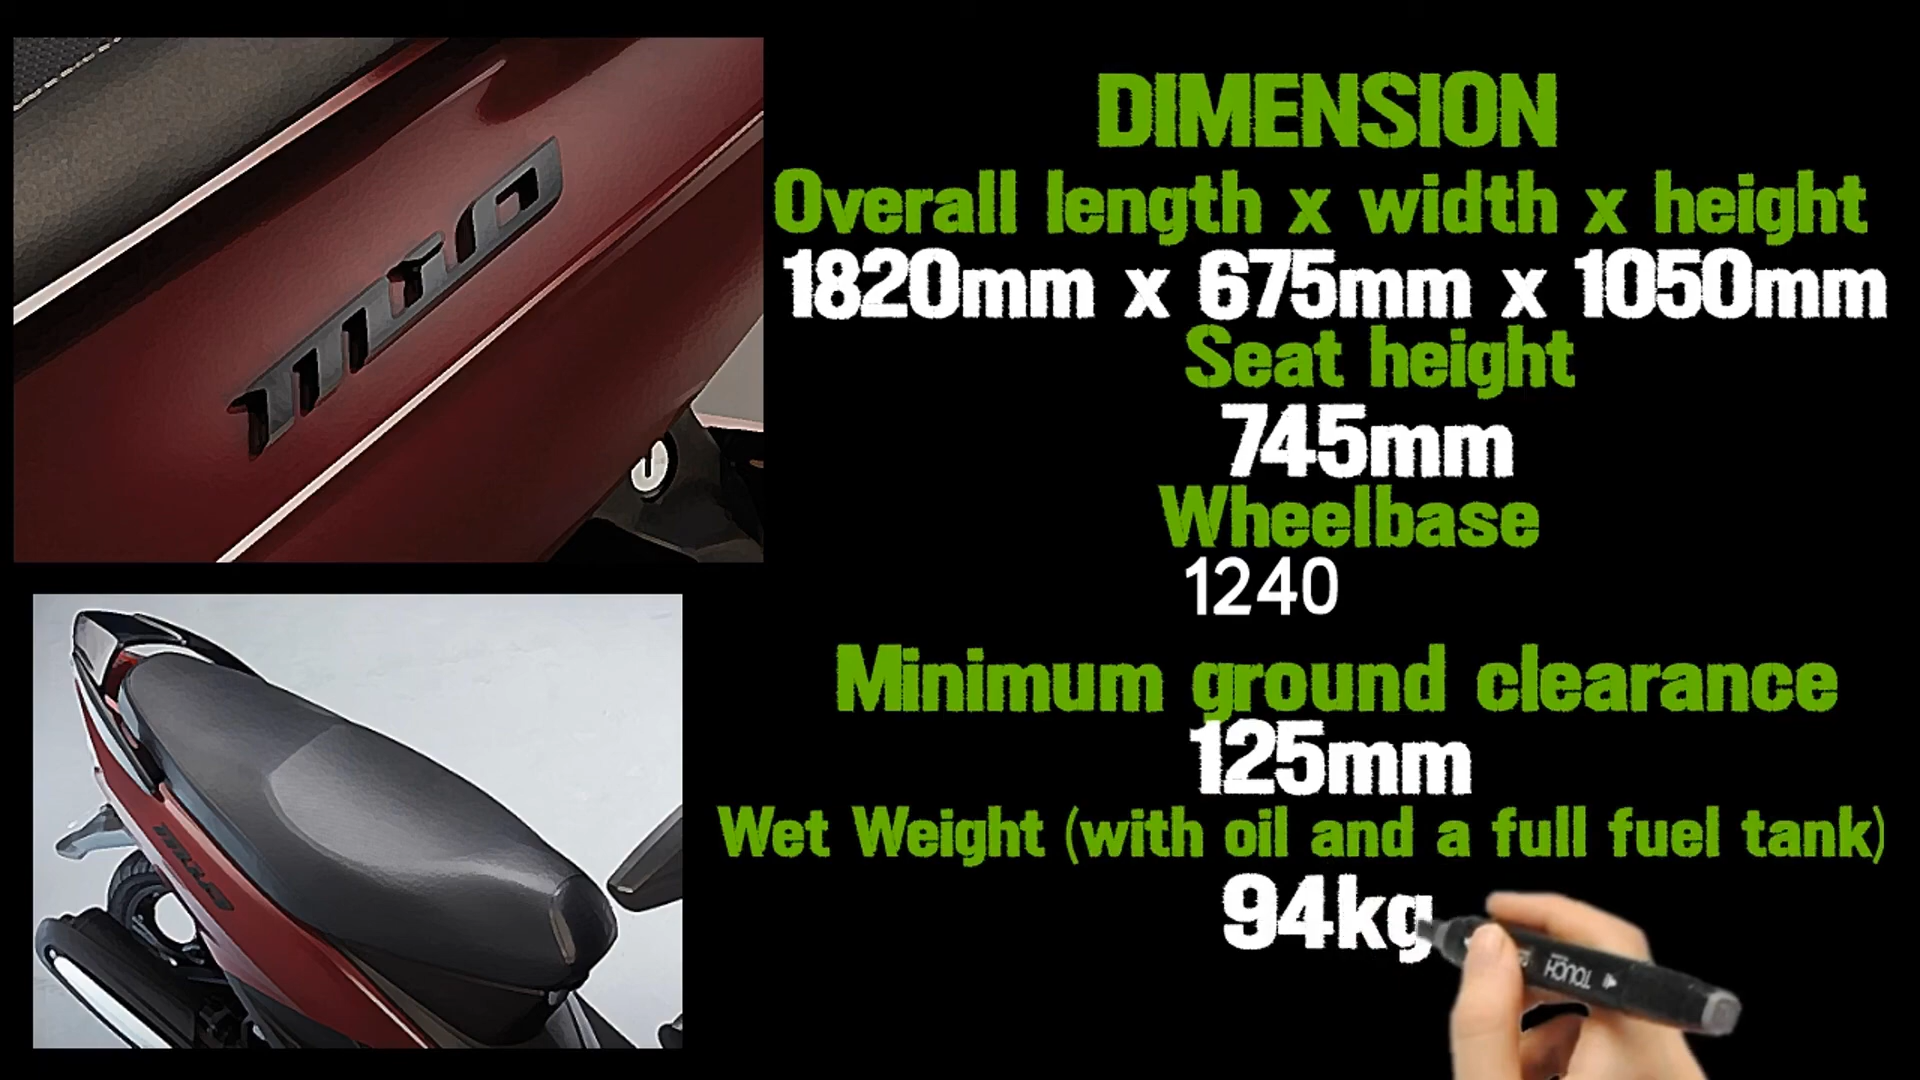 mio
DIMENSION
Overall length x width x height
1820mm x 675mm x 1050mm
Seat height
745mm
Wheelbase
1240
Minimum ground clearance
125mm
Wet Weight (with oil and a full fuel tank)
94kg
TOUCH